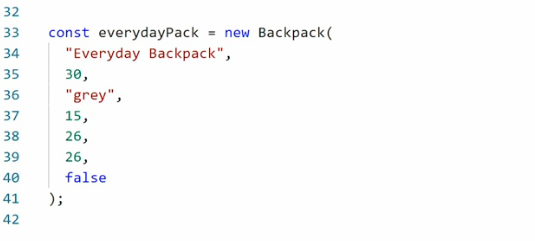 32
33 const everydayPack = new Backpack(
34 "Everyday Backpack",
35 30,
36 "grey",
37 15,
38 26,
39 26,
40 false
41 );
42